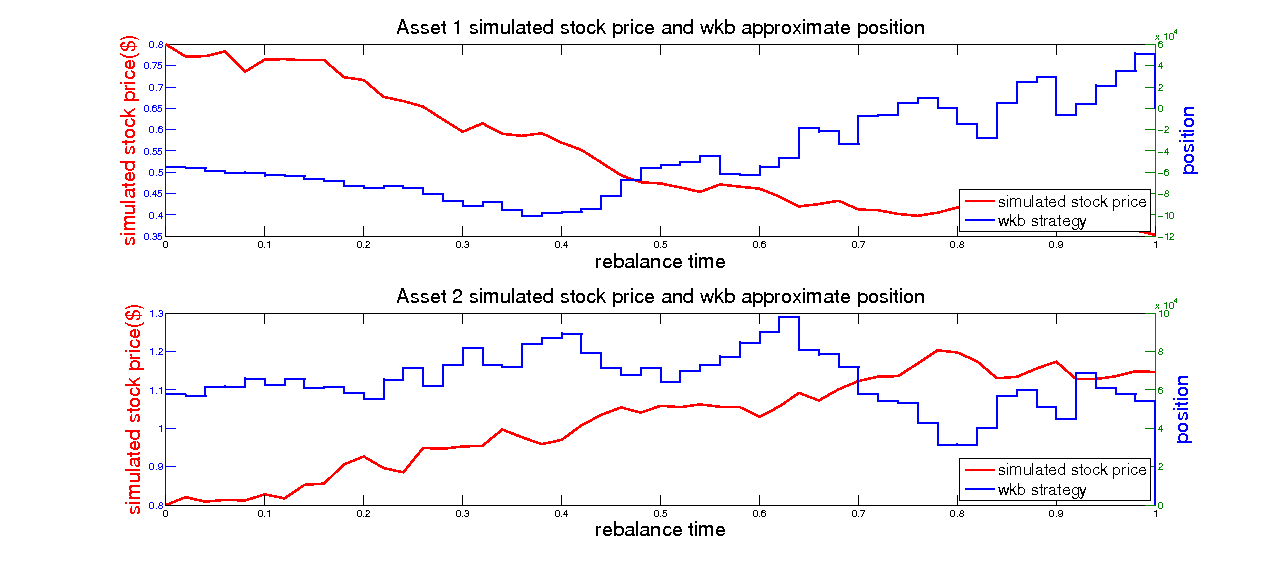 Asset 1 simulated stock price and wkb approximate position
x 10^4
simulated stock price($)
0.8
0.75
0.7
0.65
0.6
0.55
0.5
0.45
0.4
0.35
6
4
2
0
−2
−4
−6
−8
−10
−12
position
simulated stock price
wkb strategy
0 0.1 0.2 0.3 0.4 0.5 0.6 0.7 0.8 0.9 1
rebalance time
Asset 2 simulated stock price and wkb approximate position
x 10^4
simulated stock price($)
1.3
1.2
1.1
1
0.9
0.8
10
8
6
4
2
0
position
simulated stock price
wkb strategy
0 0.1 0.2 0.3 0.4 0.5 0.6 0.7 0.8 0.9 1
rebalance time